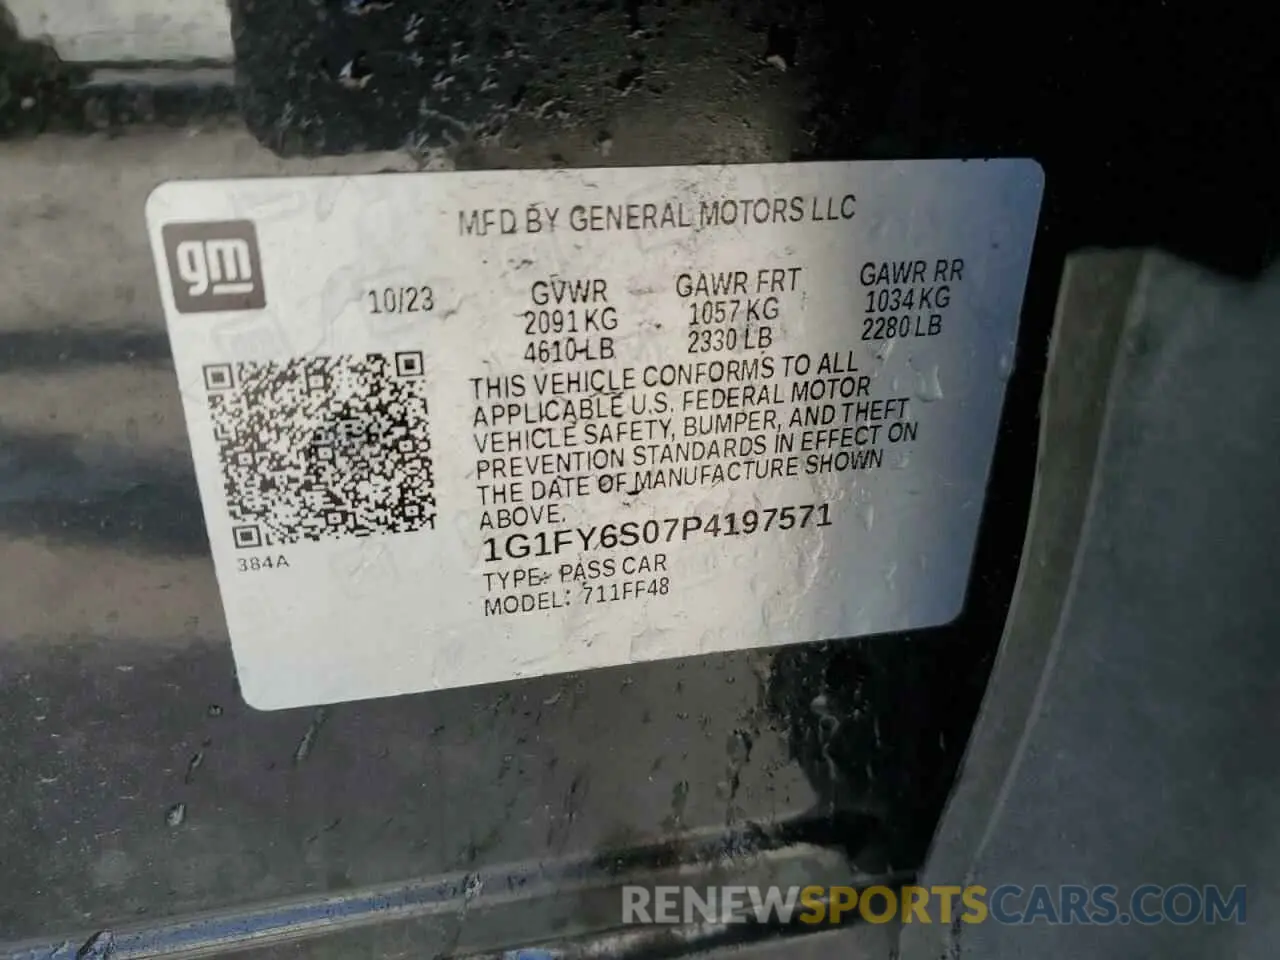 MFD BY GENERAL MOTORS LLC
gm
10/23
GVWR GAWR FRT GAWR RR
2091 KG 1057 KG 1034 KG
4610 LB 2330 LB 2280 LB
THIS VEHICLE CONFORMS TO ALL
APPLICABLE U.S. FEDERAL MOTOR
VEHICLE SAFETY, BUMPER, AND THEFT
PREVENTION STANDARDS IN EFFECT ON
THE DATE OF MANUFACTURE SHOWN
ABOVE.
1G1FY6S07P4197571
384A
TYPE: PASS CAR
MODEL: 711FF48
RENEWSPORTSCARS.COM